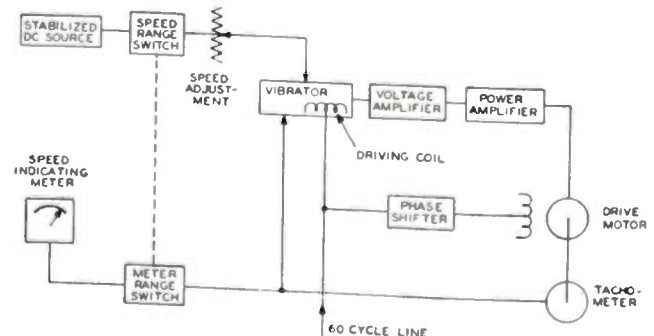 STABILIZED
DC SOURCE
SPEED
RANGE
SWITCH
SPEED
ADJUST-
MENT
VIBRATOR
VOLTAGE
AMPLIFIER
POWER
AMPLIFIER
DRIVING COIL
SPEED
INDICATING
METER
PHASE
SHIFTER
DRIVE
MOTOR
METER
RANGE
SWITCH
TACHO-
METER
60 CYCLE LINE